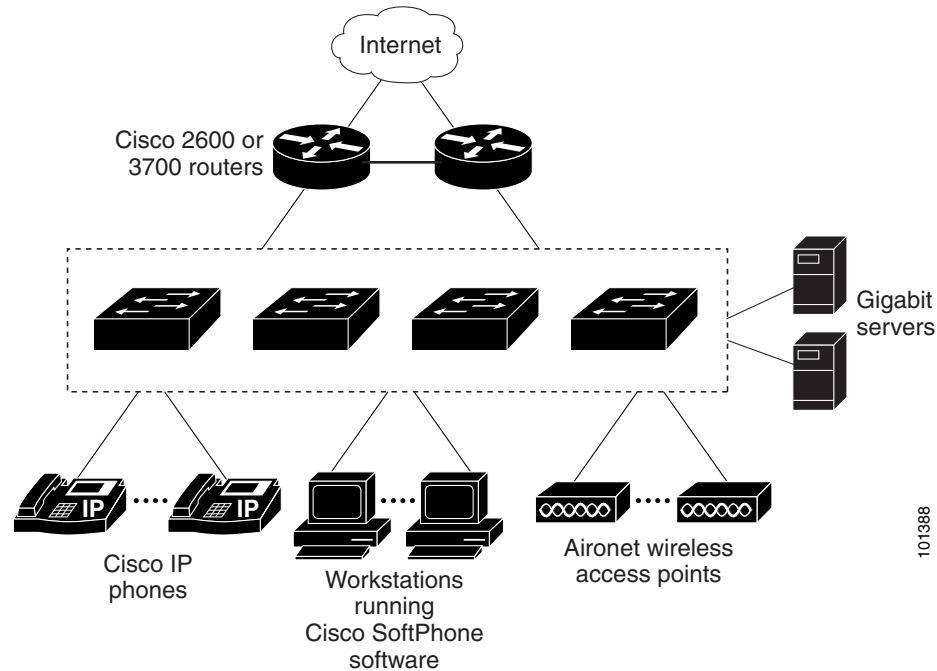 Internet
Cisco 2600 or
3700 routers
Gigabit
servers
IP
IP
Cisco IP
phones
Workstations
running
Cisco SoftPhone
software
Aironet wireless
access points
101388